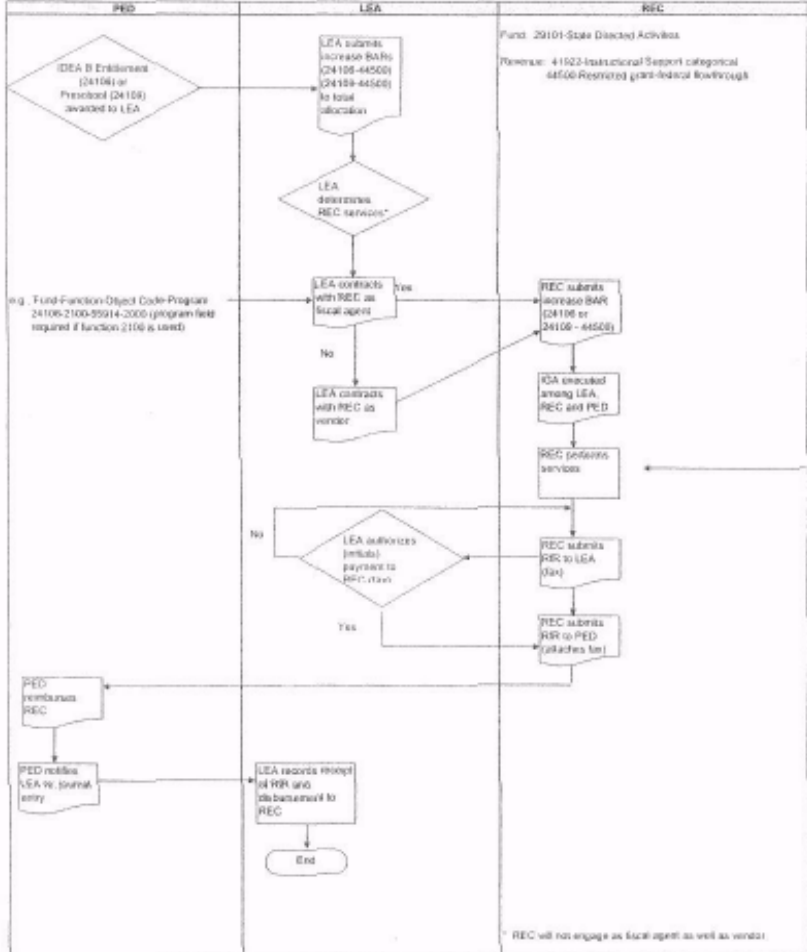 PED
LEA
REC
IDEA B Entitlement
(24106) or
Preschool (24109)
awarded to LEA
LEA submits
increase BARs
(24106-44500)
(24109-44500)
to total
allocation
Fund: 29101-State Directed Activities
Revenue: 41922-Instructional Support categorical
44500-Restricted grant-federal flowthrough
LEA
determines
REC services*
e.g., Fund-Function-Object Code-Program
24106-2100-55914-2000 (program field
required if function 2100 is used)
LEA contracts
with REC as
fiscal agent
Yes
REC submits
increase BAR
(24106 or
24109 - 44500)
No
LEA contracts
with REC as
vendor
IGA executed
among LEA,
REC and PED
REC performs
services
No
LEA authorizes
(initials)
payment to
REC (fax)
REC submits
RfR to LEA
(fax)
Yes
REC submits
RfR to PED
(attaches fax)
PED
reimburses
REC
PED notifies
LEA re: journal
entry
LEA records receipt
of RfR and
disbursement to
REC
End
* REC will not engage as fiscal agent as well as vendor